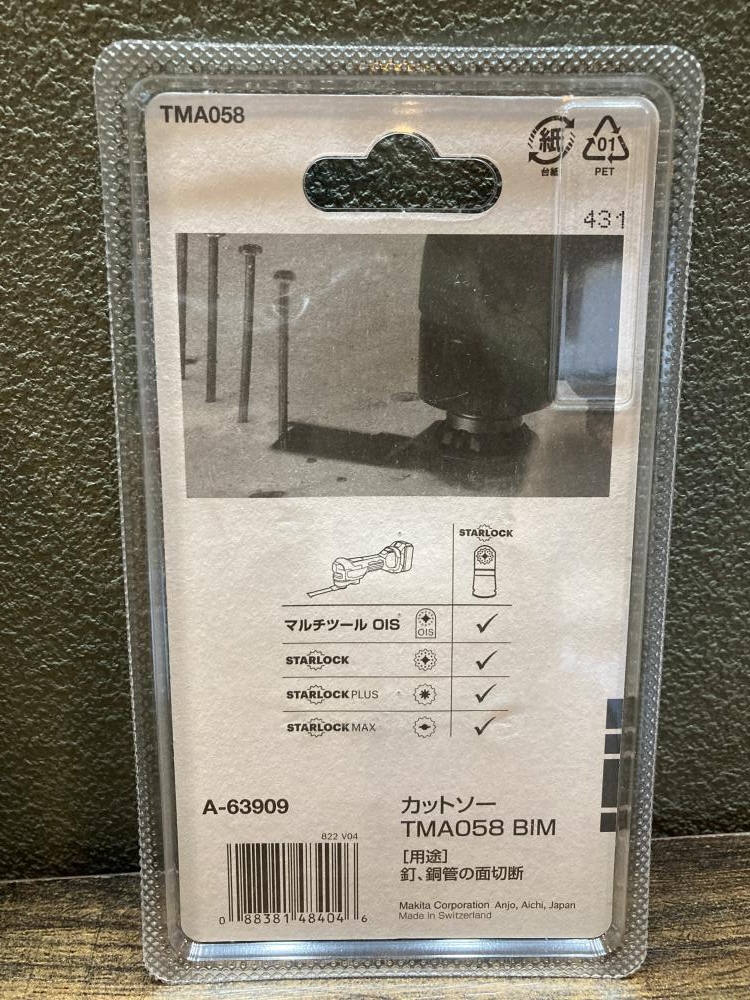 TMA058
紙
台紙
01
PET
431
STARLOCK
マルチツール OIS
OIS
STARLOCK
STARLOCK PLUS
STARLOCK MAX
A-63909
822 V04
0 88381 48404 6
カットソー
TMA058 BIM
[用途]
釘、銅管の面切断
Makita Corporation Anjo, Aichi, Japan
Made in Switzerland